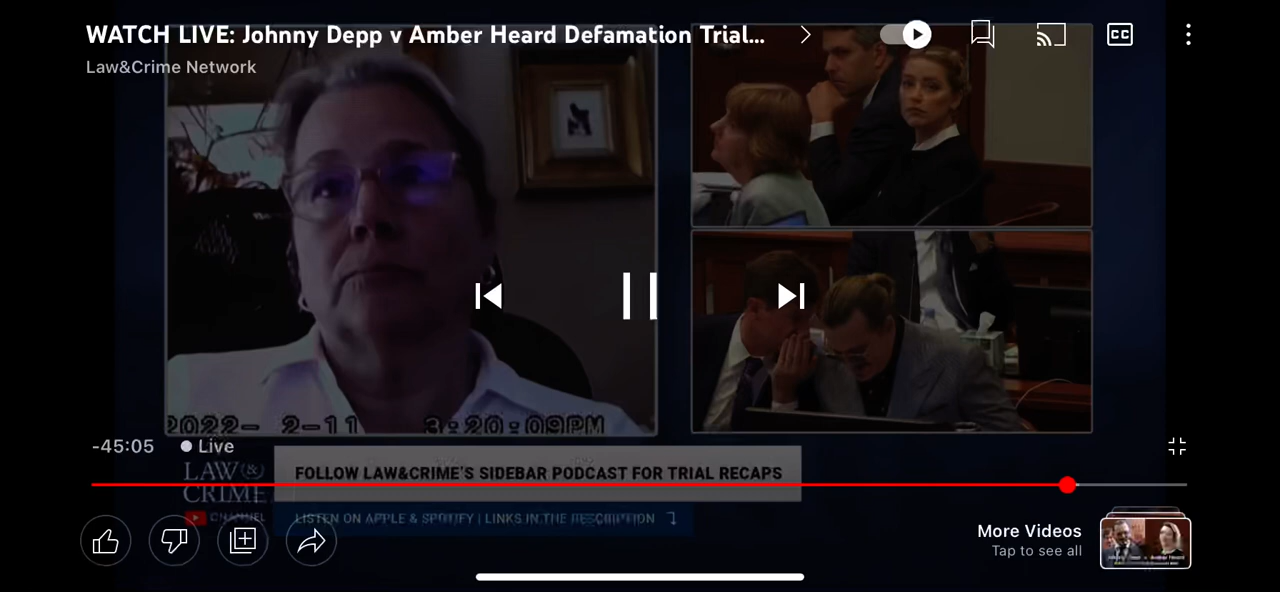 WATCH LIVE: Johnny Depp v Amber Heard Defamation Trial...
Law&Crime Network
CC
2022- 2-11 3:20:09PM
-45:05 Live
LAW &
CRIME
CHANNEL
FOLLOW LAW&CRIME'S SIDEBAR PODCAST FOR TRIAL RECAPS
LISTEN ON APPLE & SPOTIFY | LINKS IN THE DESCRIPTION
More Videos
Tap to see all